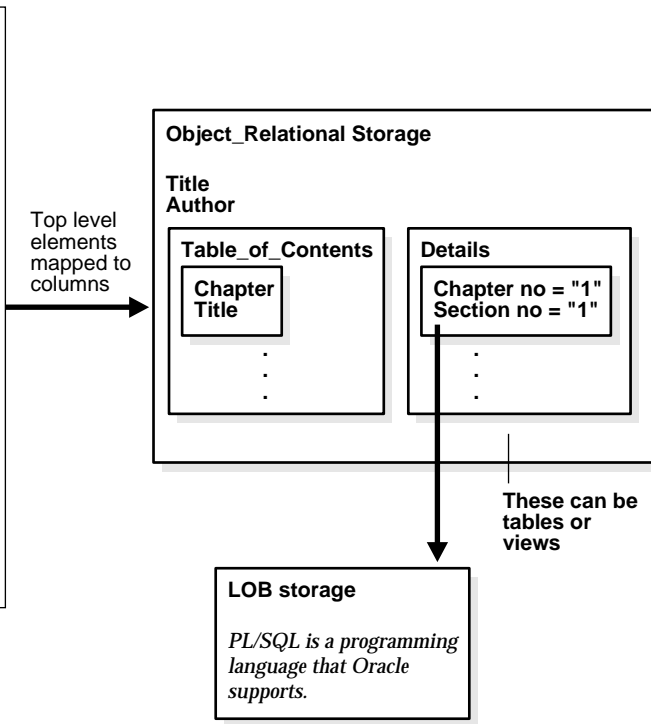 Object_Relational Storage
Title
Author
Top level
elements
mapped to
columns
Table_of_Contents
Chapter
Title
.
.
.
Details
Chapter no = "1"
Section no = "1"
.
.
.
These can be
tables or
views
LOB storage
PL/SQL is a programming
language that Oracle
supports.